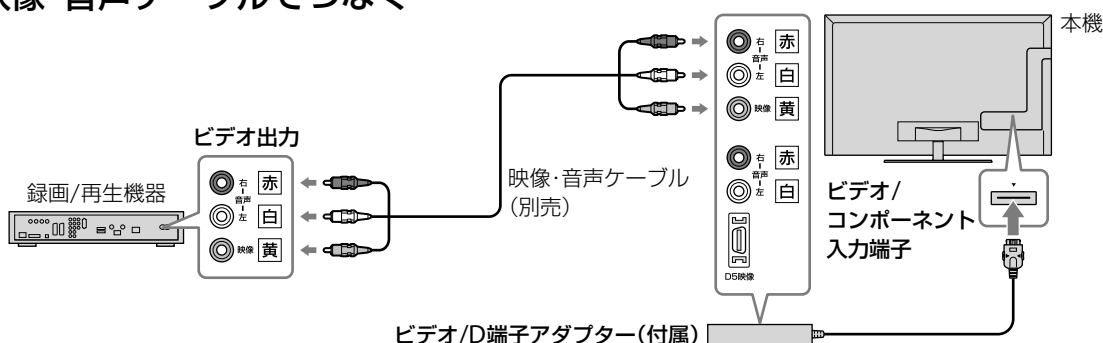 映像・音声ケーブルでつなぐ
本機
右
音声
左
映像
赤
白
黄
右
音声
左
赤
白
D5映像
ビデオ出力
録画/再生機器
右
音声
左
映像
赤
白
黄
映像・音声ケーブル
(別売)
ビデオ/
コンポーネント
入力端子
ビデオ/D端子アダプター(付属)